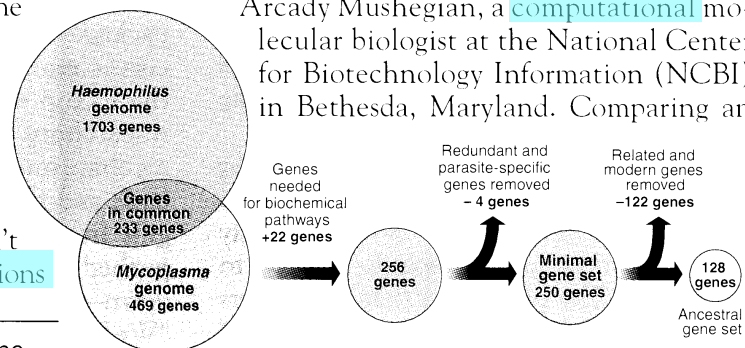 Arcady Mushegian, a computational mo-
lecular biologist at the National Center
for Biotechnology Information (NCBI)
in Bethesda, Maryland. Comparing an
Haemophilus
genome
1703 genes
Genes
in common
233 genes
Mycoplasma
genome
469 genes
Genes
needed
for biochemical
pathways
+22 genes
256
genes
Redundant and
parasite-specific
genes removed
– 4 genes
Minimal
gene set
250 genes
Related and
modern genes
removed
–122 genes
128
genes
Ancestral
gene set
't
ions